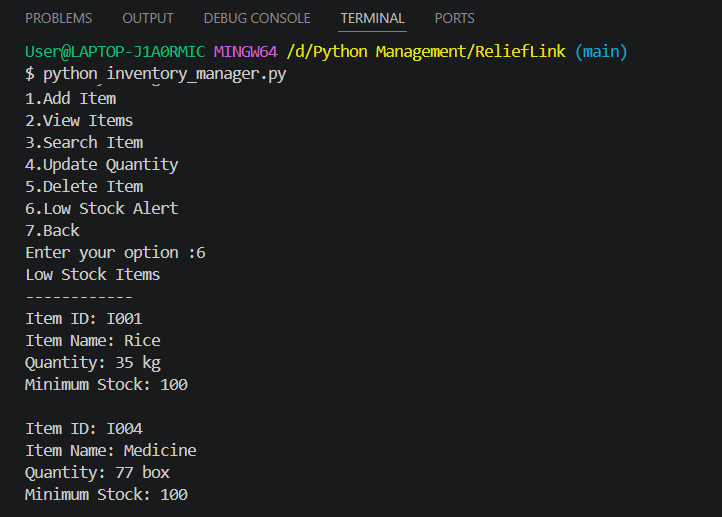 PROBLEMS OUTPUT DEBUG CONSOLE TERMINAL PORTS
User@LAPTOP-J1A0RMIC MINGW64 /d/Python Management/ReliefLink (main)
$ python inventory_manager.py
1.Add Item
2.View Items
3.Search Item
4.Update Quantity
5.Delete Item
6.Low Stock Alert
7.Back
Enter your option :6
Low Stock Items
------------
Item ID: I001
Item Name: Rice
Quantity: 35 kg
Minimum Stock: 100

Item ID: I004
Item Name: Medicine
Quantity: 77 box
Minimum Stock: 100